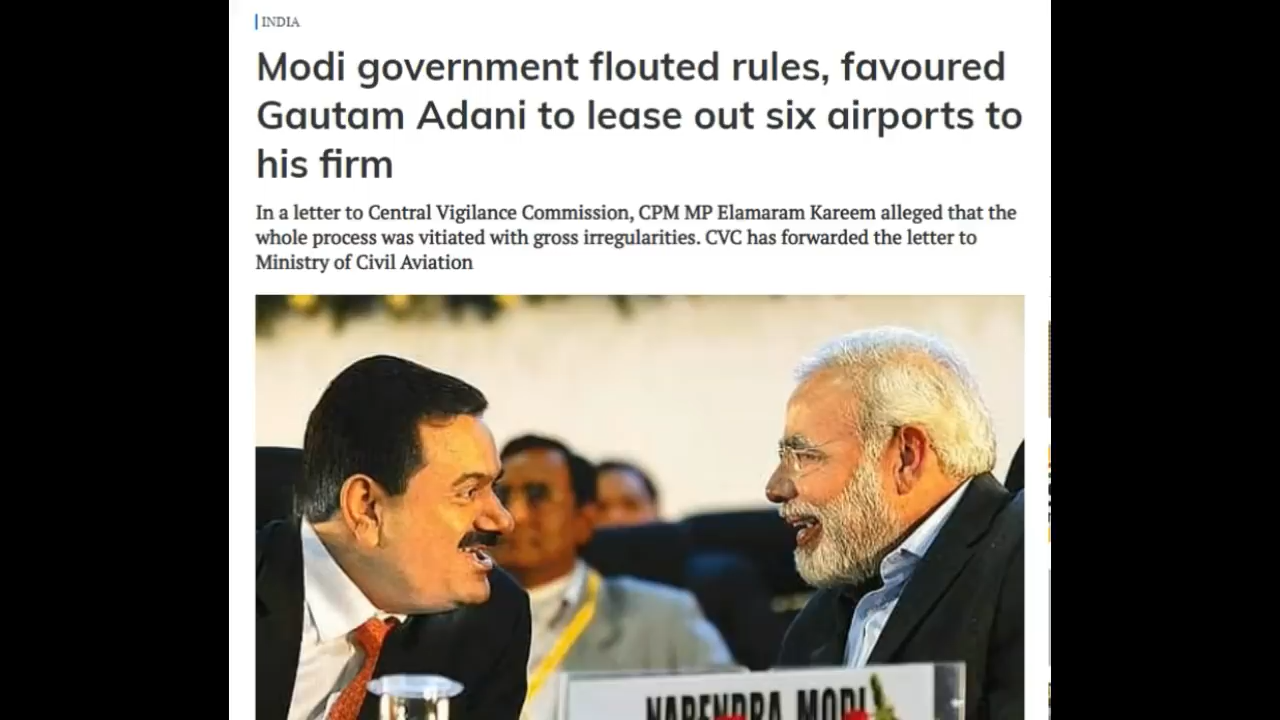 INDIA
Modi government flouted rules, favoured
Gautam Adani to lease out six airports to
his firm
In a letter to Central Vigilance Commission, CPM MP Elamaram Kareem alleged that the
whole process was vitiated with gross irregularities. CVC has forwarded the letter to
Ministry of Civil Aviation
NARENDRA MODI